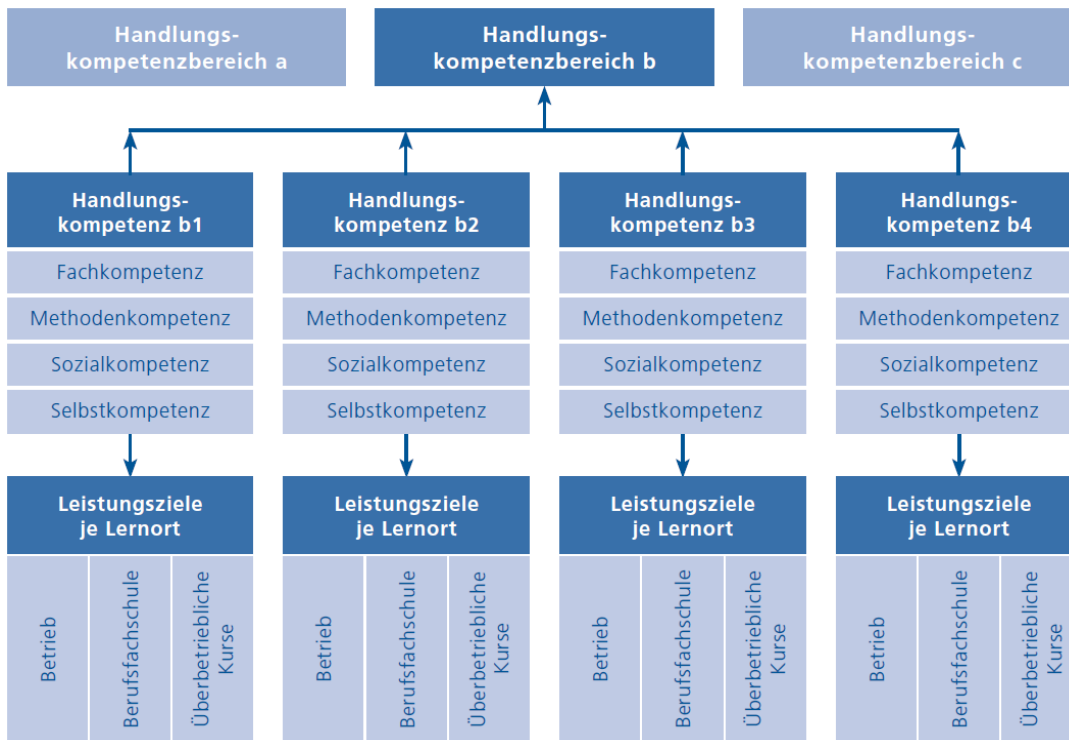 Handlungs-
kompetenzbereich a
Handlungs-
kompetenzbereich b
Handlungs-
kompetenzbereich c
Handlungs-
kompetenz b1
Fachkompetenz
Methodenkompetenz
Sozialkompetenz
Selbstkompetenz
Leistungsziele
je Lernort
Betrieb
Berufsfachschule
Überbetriebliche
Kurse
Handlungs-
kompetenz b2
Fachkompetenz
Methodenkompetenz
Sozialkompetenz
Selbstkompetenz
Leistungsziele
je Lernort
Betrieb
Berufsfachschule
Überbetriebliche
Kurse
Handlungs-
kompetenz b3
Fachkompetenz
Methodenkompetenz
Sozialkompetenz
Selbstkompetenz
Leistungsziele
je Lernort
Betrieb
Berufsfachschule
Überbetriebliche
Kurse
Handlungs-
kompetenz b4
Fachkompetenz
Methodenkompetenz
Sozialkompetenz
Selbstkompetenz
Leistungsziele
je Lernort
Betrieb
Berufsfachschule
Überbetriebliche
Kurse